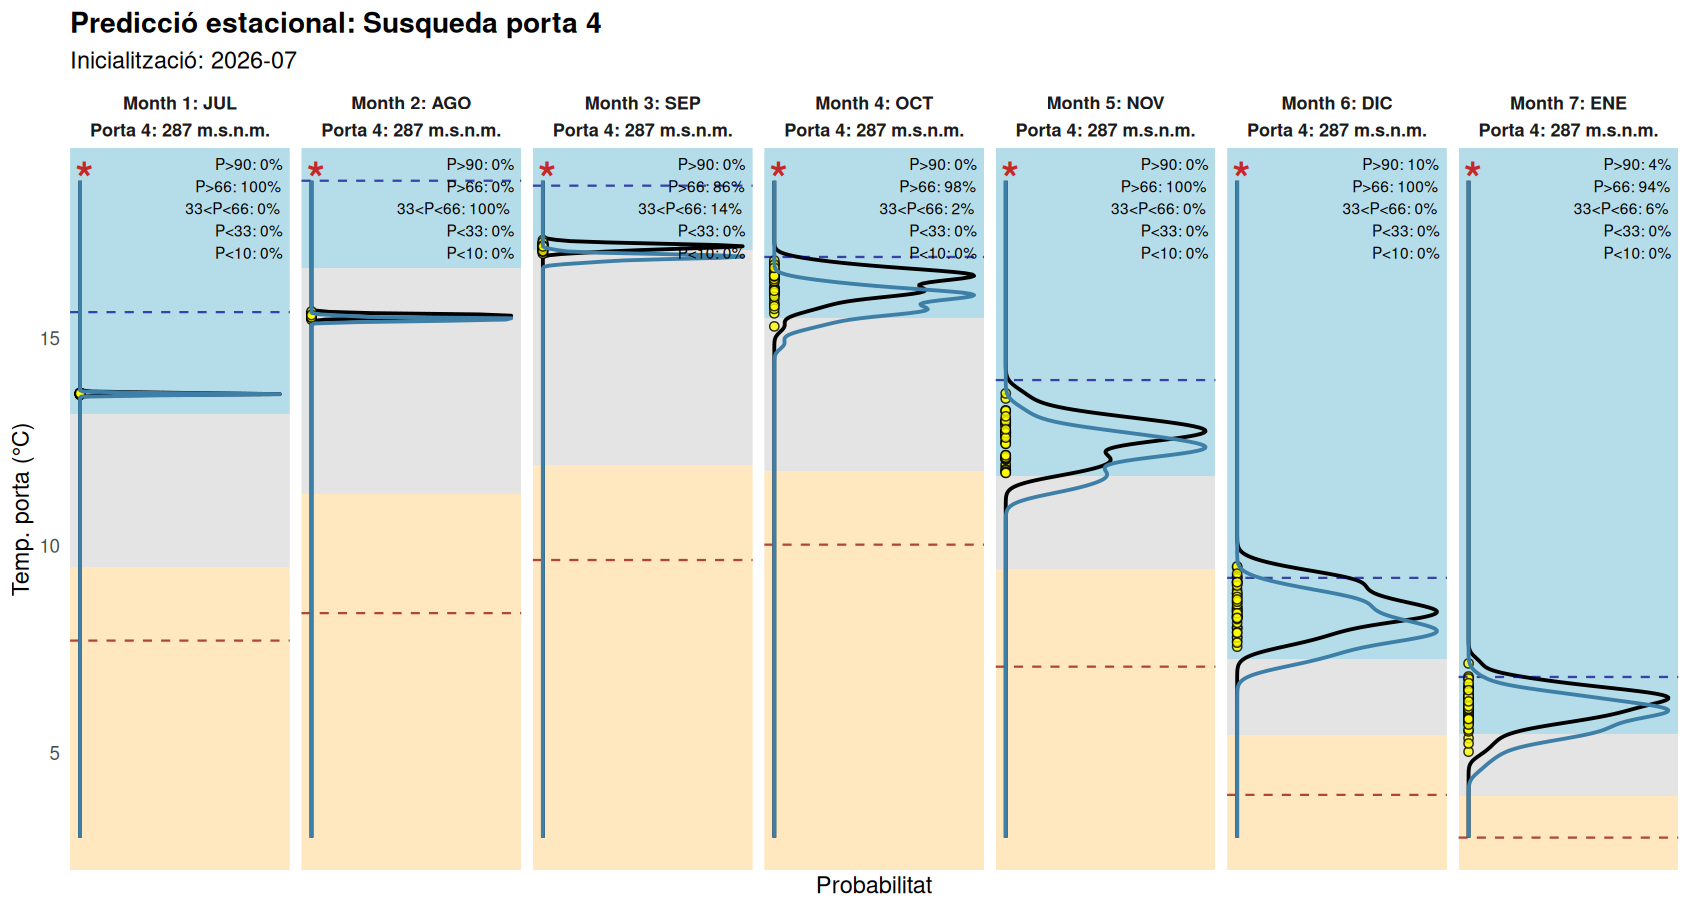 Predicció estacional: Susqueda porta 4
Inicialització: 2026-07
Month 1: JUL
Porta 4: 287 m.s.n.m.
*
P>90: 0%
P>66: 100%
33<P<66: 0%
P<33: 0%
P<10: 0%
Month 2: AGO
Porta 4: 287 m.s.n.m.
*
P>90: 0%
P>66: 0%
33<P<66: 100%
P<33: 0%
P<10: 0%
Month 3: SEP
Porta 4: 287 m.s.n.m.
*
P>90: 0%
P>66: 86%
33<P<66: 14%
P<33: 0%
P<10: 0%
Month 4: OCT
Porta 4: 287 m.s.n.m.
*
P>90: 0%
P>66: 98%
33<P<66: 2%
P<33: 0%
P<10: 0%
Month 5: NOV
Porta 4: 287 m.s.n.m.
*
P>90: 0%
P>66: 100%
33<P<66: 0%
P<33: 0%
P<10: 0%
Month 6: DIC
Porta 4: 287 m.s.n.m.
*
P>90: 10%
P>66: 100%
33<P<66: 0%
P<33: 0%
P<10: 0%
Month 7: ENE
Porta 4: 287 m.s.n.m.
*
P>90: 4%
P>66: 94%
33<P<66: 6%
P<33: 0%
P<10: 0%
15
10
5
Temp. porta (°C)
Probabilitat